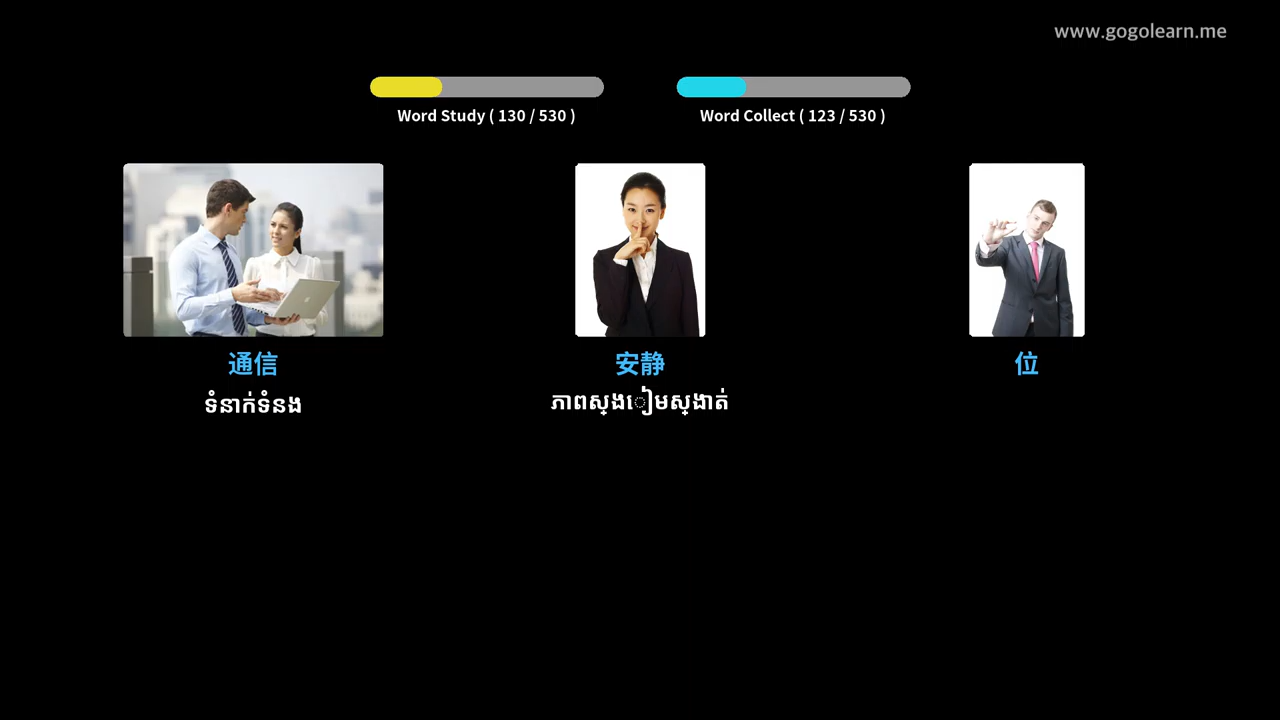 www.gogolearn.me
Word Study ( 130 / 530 )
Word Collect ( 123 / 530 )
通信
安静
位
ទំនាក់ទំនង
ភាពស្ងៀមស្ងាត់